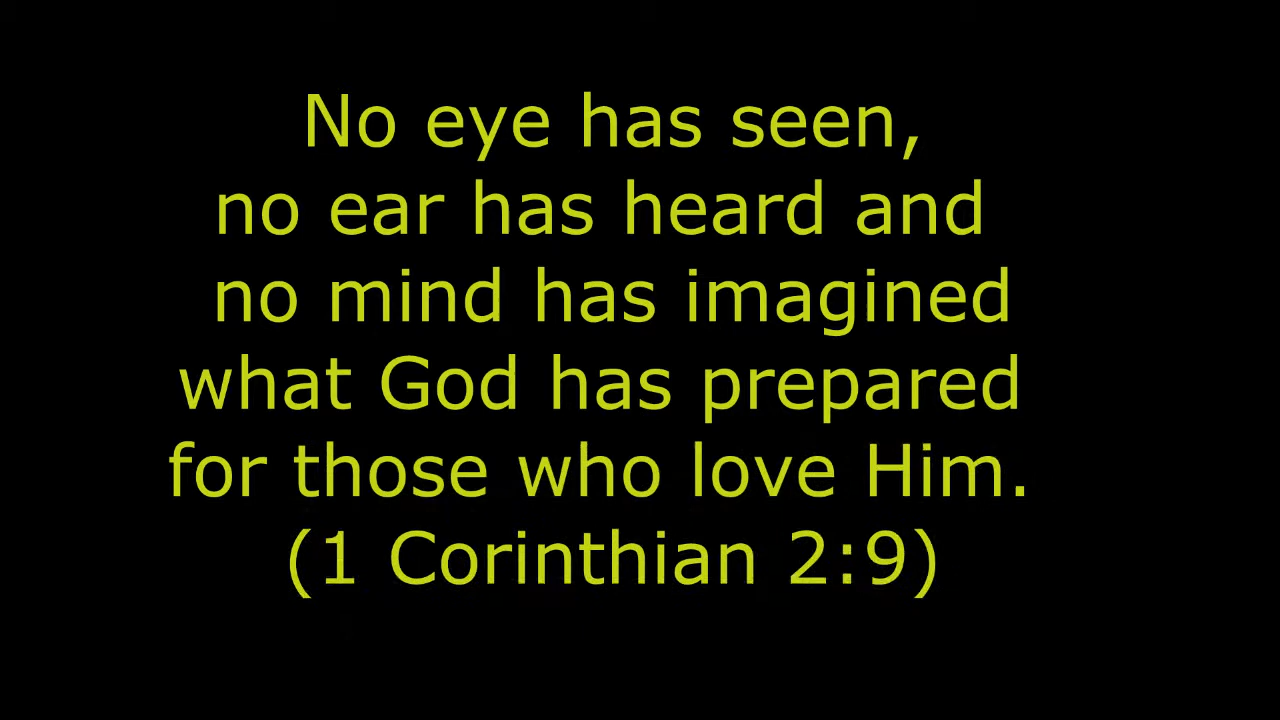 No eye has seen,
no ear has heard and
no mind has imagined
what God has prepared
for those who love Him.
(1 Corinthian 2:9)